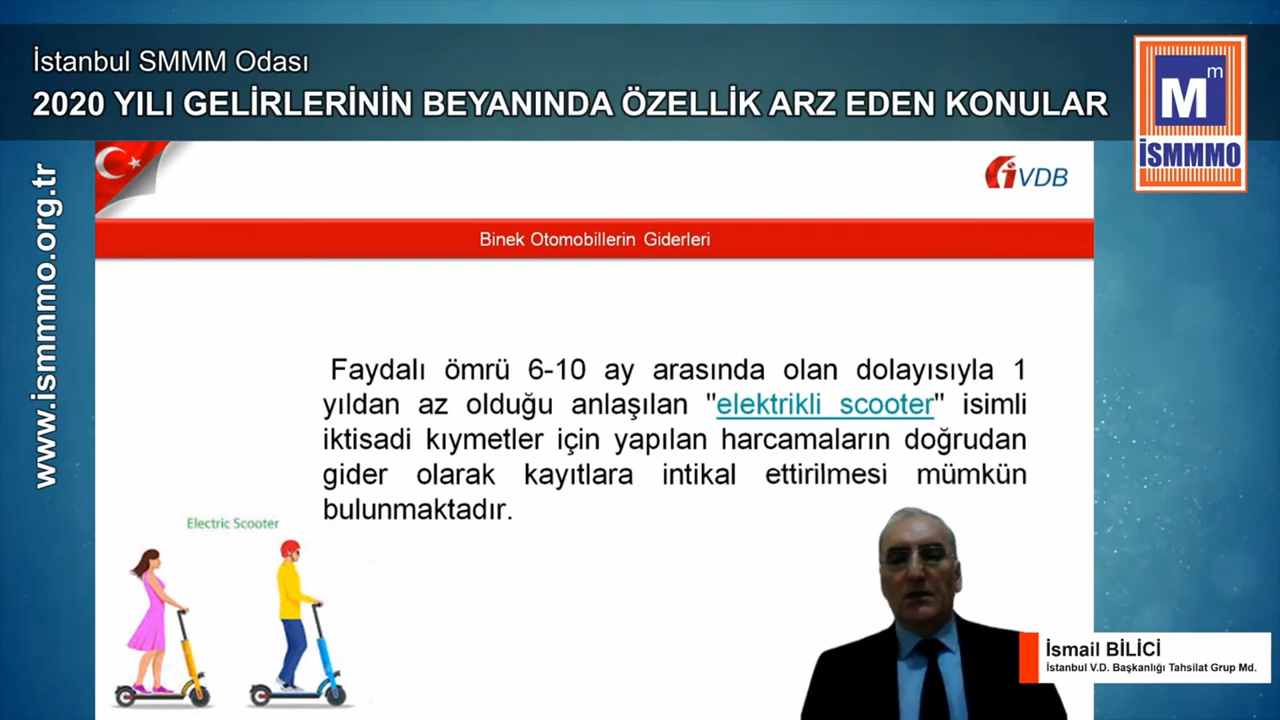 İstanbul SMMM Odası
2020 YILI GELİRLERİNİN BEYANINDA ÖZELLİK ARZ EDEN KONULAR
Mm
İSMMMO
www.ismmmo.org.tr
iVDB
Binek Otomobillerin Giderleri
Faydalı ömrü 6-10 ay arasında olan dolayısıyla 1
yıldan az olduğu anlaşılan "elektrikli scooter" isimli
iktisadi kıymetler için yapılan harcamaların doğrudan
gider olarak kayıtlara intikal ettirilmesi mümkün
bulunmaktadır.
Electric Scooter
İsmail BİLİCİ
İstanbul V.D. Başkanlığı Tahsilat Grup Md.